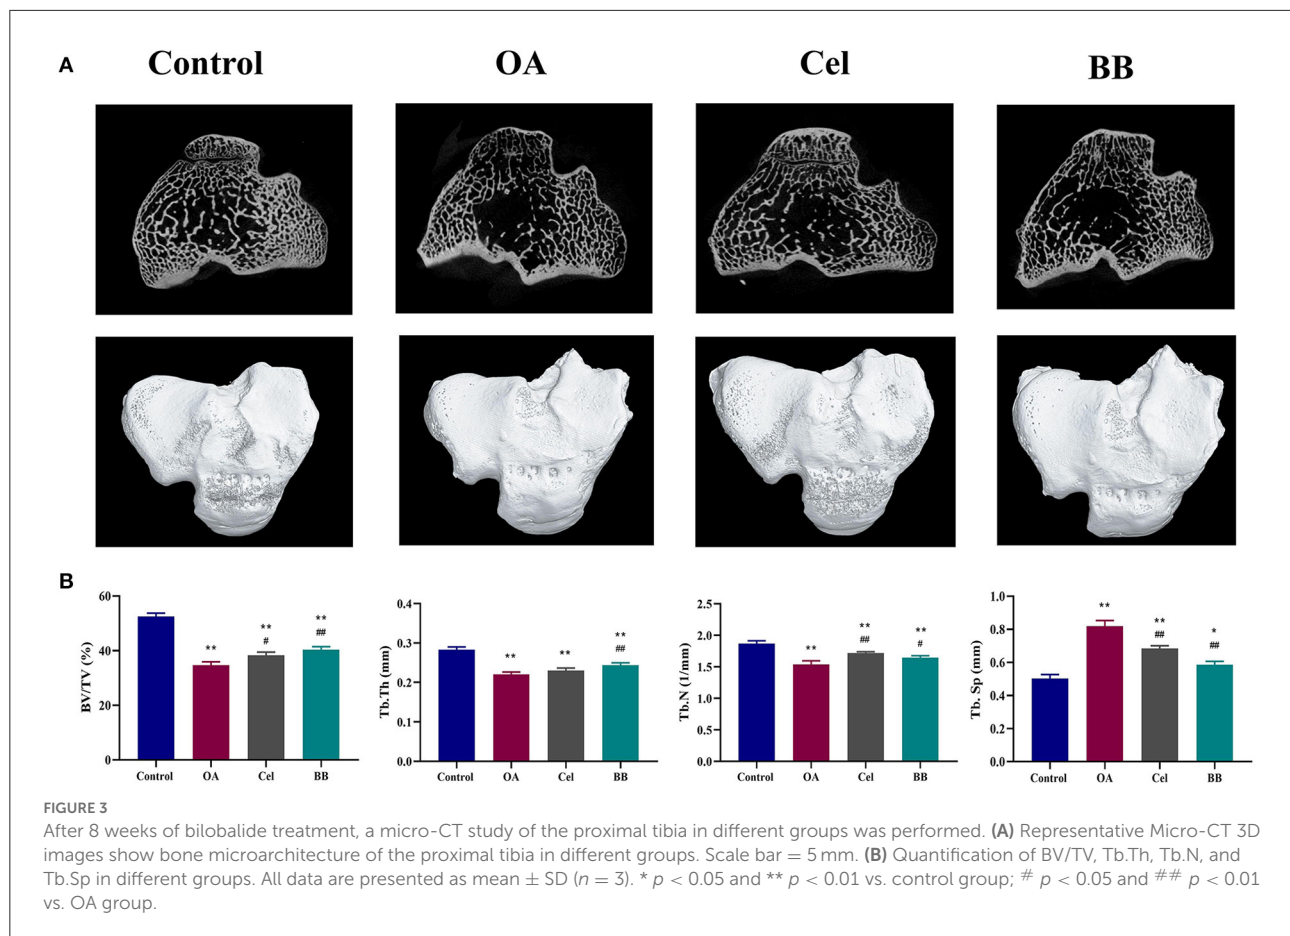 A
Control
OA
Cel
BB
B
BV/TV (%)
60
40
20
0
**
**
#
**
##
Control
OA
Cel
BB
Tb.Th (mm)
0.4
0.3
0.2
0.1
0.0
**
**
**
##
Control
OA
Cel
BB
Tb.N (1/mm)
2.5
2.0
1.5
1.0
0.5
0.0
**
**
##
**
#
Control
OA
Cel
BB
Tb. Sp (mm)
1.0
0.8
0.6
0.4
0.2
0.0
**
**
##
*
##
Control
OA
Cel
BB
FIGURE 3
After 8 weeks of bilobalide treatment, a micro-CT study of the proximal tibia in different groups was performed. (A) Representative Micro-CT 3D
images show bone microarchitecture of the proximal tibia in different groups. Scale bar = 5 mm. (B) Quantification of BV/TV, Tb.Th, Tb.N, and
Tb.Sp in different groups. All data are presented as mean ± SD (n = 3). * p < 0.05 and ** p < 0.01 vs. control group; # p < 0.05 and ## p < 0.01
vs. OA group.